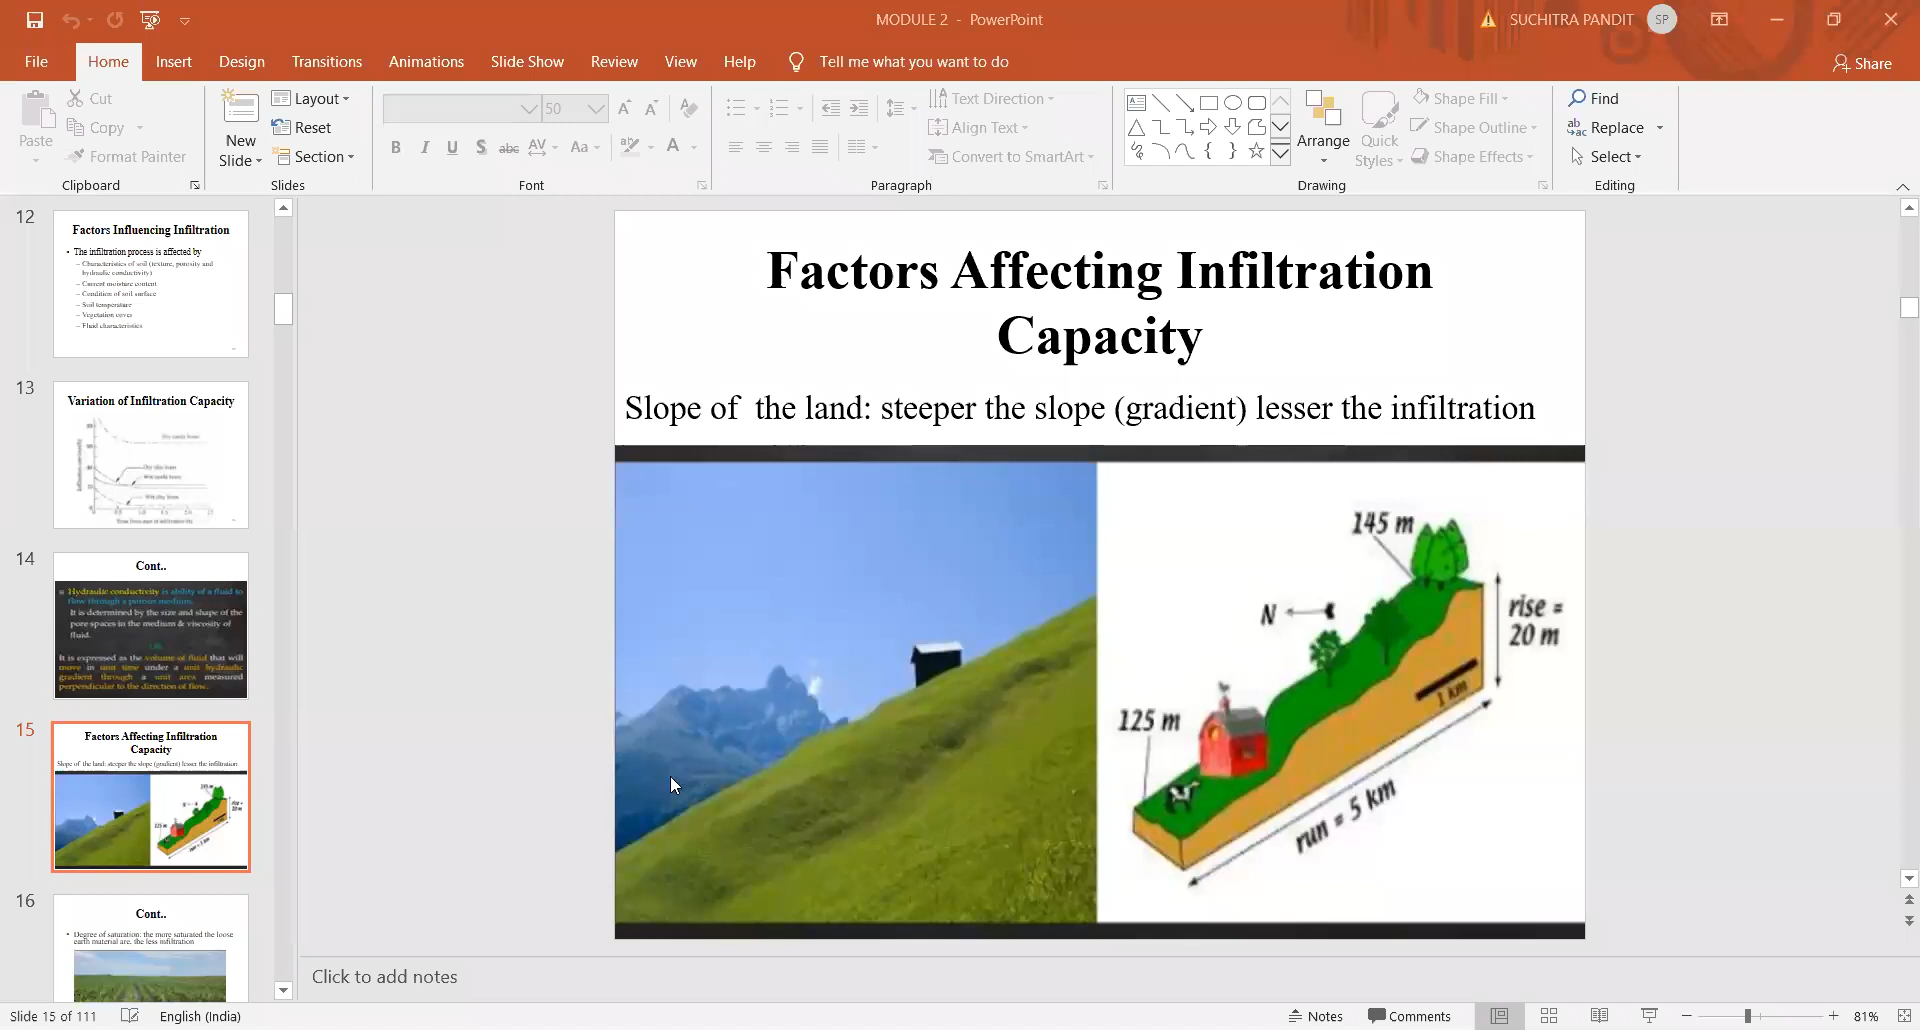 MODULE 2 - PowerPoint
SUCHITRA PANDIT
SP
File
Home
Insert
Design
Transitions
Animations
Slide Show
Review
View
Help
Tell me what you want to do
Share
Paste
Cut
Copy
Format Painter
Clipboard
New
Slide
Layout
Reset
Section
Slides
50
B I U S abc AV Aa A
Font
Text Direction
Align Text
Convert to SmartArt
Paragraph
Arrange
Quick
Styles
Shape Fill
Shape Outline
Shape Effects
Drawing
Find
Replace
Select
Editing
12
Factors Influencing Infiltration
• The infiltration process is affected by
– Characteristics of soil (texture, porosity and
hydraulic conductivity)
– Current moisture content
– Condition of soil surface
– Soil temperature
– Vegetation cover
– Fluid characteristics
13
Variation of Infiltration Capacity
14
Cont..
Hydraulic conductivity is ability of a fluid to
flow through a porous medium.
It is determined by the size and shape of the
pore spaces in the medium & viscosity of
fluid.
It is expressed as the volume of fluid that will
move in unit time under a unit hydraulic
gradient through a unit area measured
perpendicular to the direction of flow.
15
Factors Affecting Infiltration
Capacity
Slope of the land: steeper the slope (gradient) lesser the infiltration
16
Cont..
• Degree of saturation: the more saturated the loose
earth material are, the less infiltration
Factors Affecting Infiltration
Capacity
Slope of the land: steeper the slope (gradient) lesser the infiltration
145 m
N
rise =
20 m
1 km
125 m
run = 5 km
Click to add notes
Slide 15 of 111
English (India)
Notes
Comments
81%